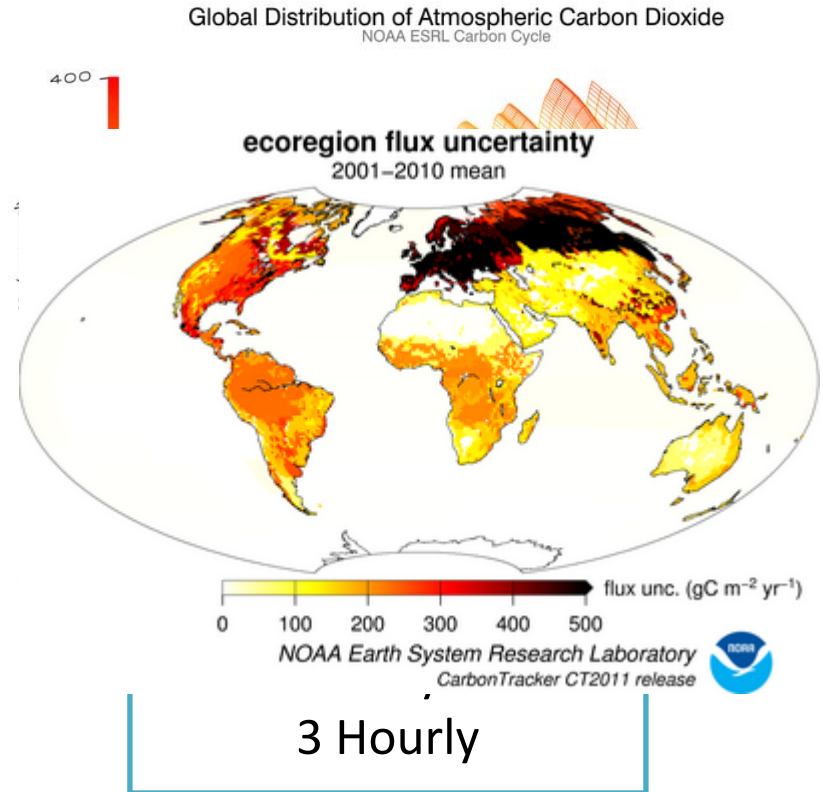 Global Distribution of Atmospheric Carbon Dioxide
NOAA ESRL Carbon Cycle
400
ecoregion flux uncertainty
2001–2010 mean
flux unc. (gC m⁻² yr⁻¹)
0 100 200 300 400 500
NOAA Earth System Research Laboratory
CarbonTracker CT2011 release
NOAA
3 Hourly